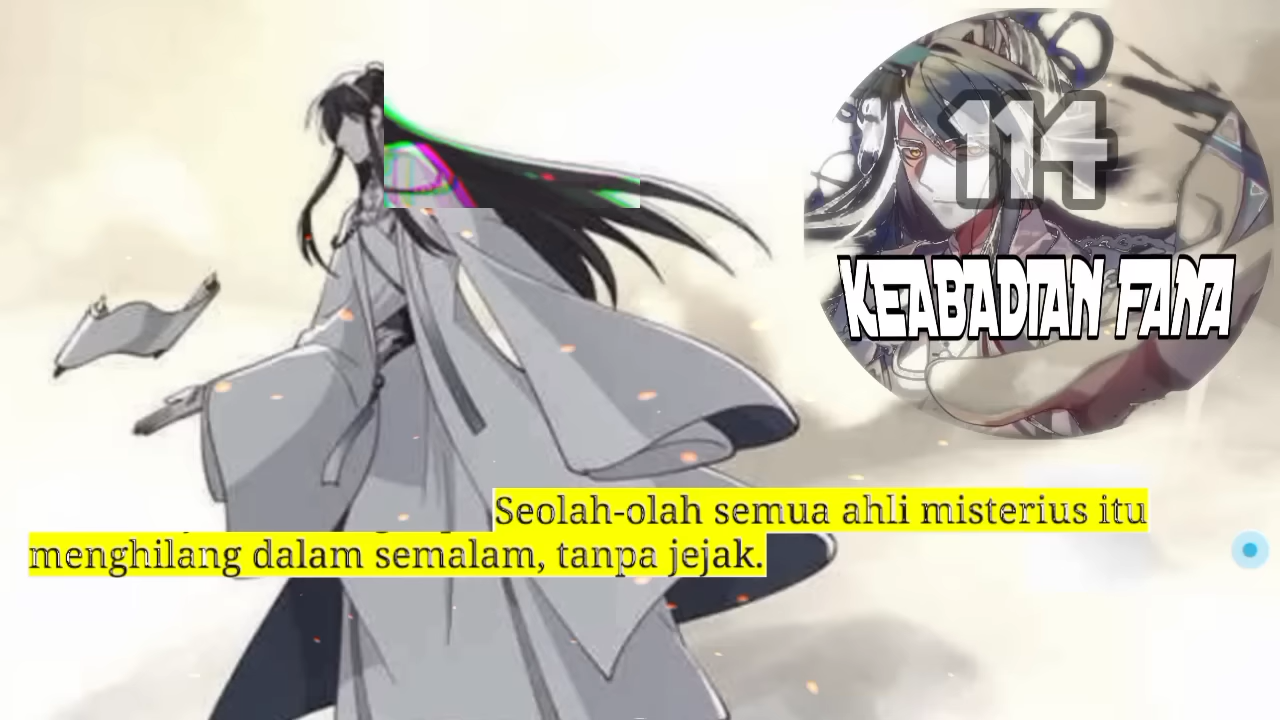 114
KEABADIAN FANA
Seolah-olah semua ahli misterius itu
menghilang dalam semalam, tanpa jejak.